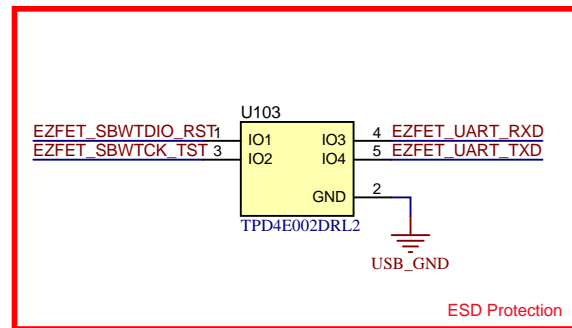 U103
EZFET_SBWTDIO_RST 1 IO1 IO3 4 EZFET_UART_RXD
EZFET_SBWTCK_TST 3 IO2 IO4 5 EZFET_UART_TXD
GND 2
TPD4E002DRL2
USB_GND
ESD Protection